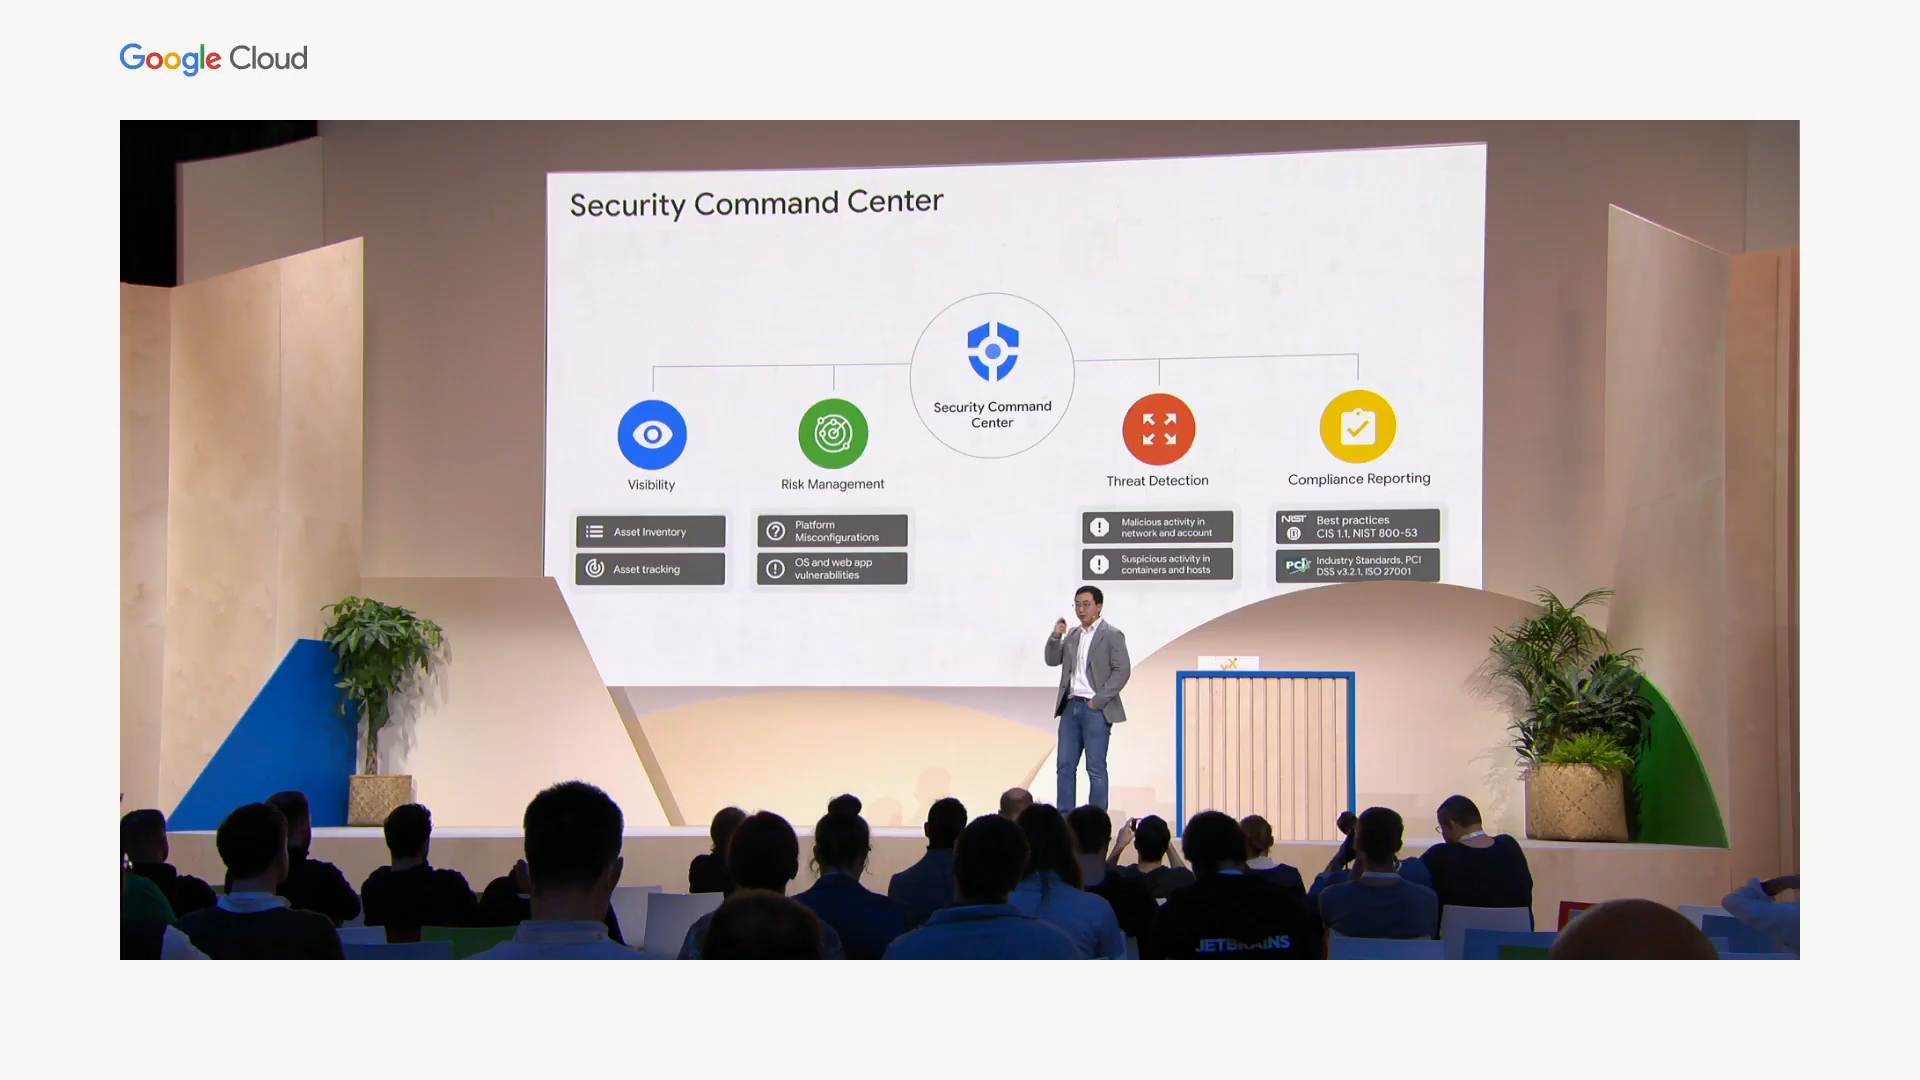 Google Cloud
Security Command Center
Security Command
Center
Visibility
Risk Management
Threat Detection
Compliance Reporting
Asset Inventory
Asset tracking
Platform
Misconfigurations
OS and web app
vulnerabilities
Malicious activity in
network and account
Suspicious activity in
containers and hosts
NIST
Best practices
CIS 1.1, NIST 800-53
PCI
Industry Standards, PCI
DSS v3.2.1, ISO 27001
JETBRAINS